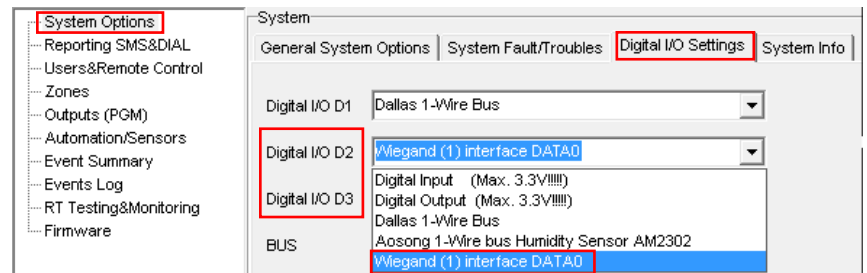 System Options
Reporting SMS&DIAL
Users&Remote Control
Zones
Outputs (PGM)
Automation/Sensors
Event Summary
Events Log
RT Testing&Monitoring
Firmware
System
General System Options System Fault/Troubles Digital I/O Settings System Info
Digital I/O D1 Dallas 1-Wire Bus
Digital I/O D2 Wiegand (1) interface DATA0
Digital Input (Max. 3.3V!!!!!)
Digital I/O D3 Digital Output (Max. 3.3V!!!!!)
Dallas 1-Wire Bus
BUS Aosong 1-Wire bus Humidity Sensor AM2302
Wiegand (1) interface DATA0